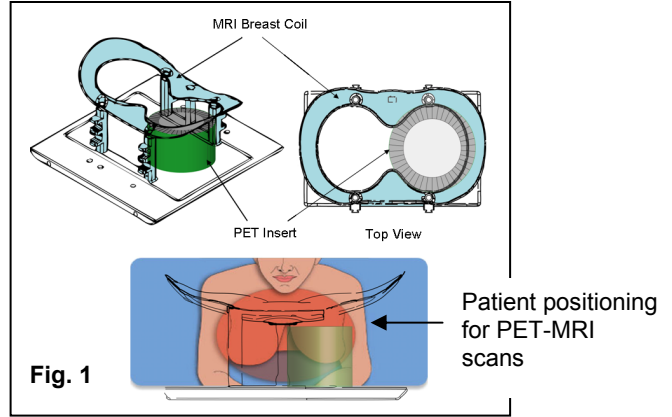 MRI Breast Coil
PET Insert
Top View
Patient positioning
for PET-MRI
scans
Fig. 1